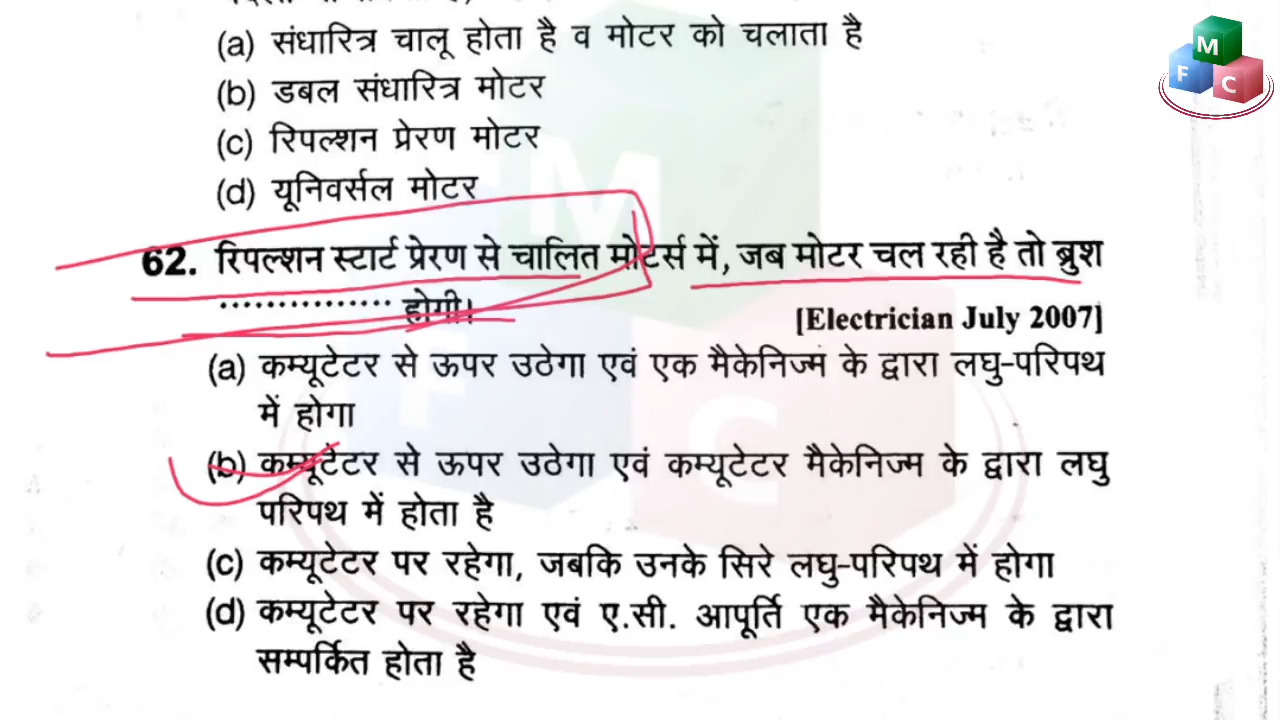 (a) संधारित्र चालू होता है व मोटर को चलाता है
(b) डबल संधारित्र मोटर
(c) रिपल्शन प्रेरण मोटर
(d) यूनिवर्सल मोटर
62. रिपल्शन स्टार्ट प्रेरण से चालित मोटर्स में, जब मोटर चल रही है तो ब्रुश
............... होगी।
[Electrician July 2007]
(a) कम्यूटेटर से ऊपर उठेगा एवं एक मैकेनिज्म के द्वारा लघु-परिपथ
में होगा
(b) कम्यूटेटर से ऊपर उठेगा एवं कम्यूटेटर मैकेनिज्म के द्वारा लघु
परिपथ में होता है
(c) कम्यूटेटर पर रहेगा, जबकि उनके सिरे लघु-परिपथ में होगा
(d) कम्यूटेटर पर रहेगा एवं ए.सी. आपूर्ति एक मैकेनिज्म के द्वारा
सम्पर्कित होता है
M
F C
M
F C